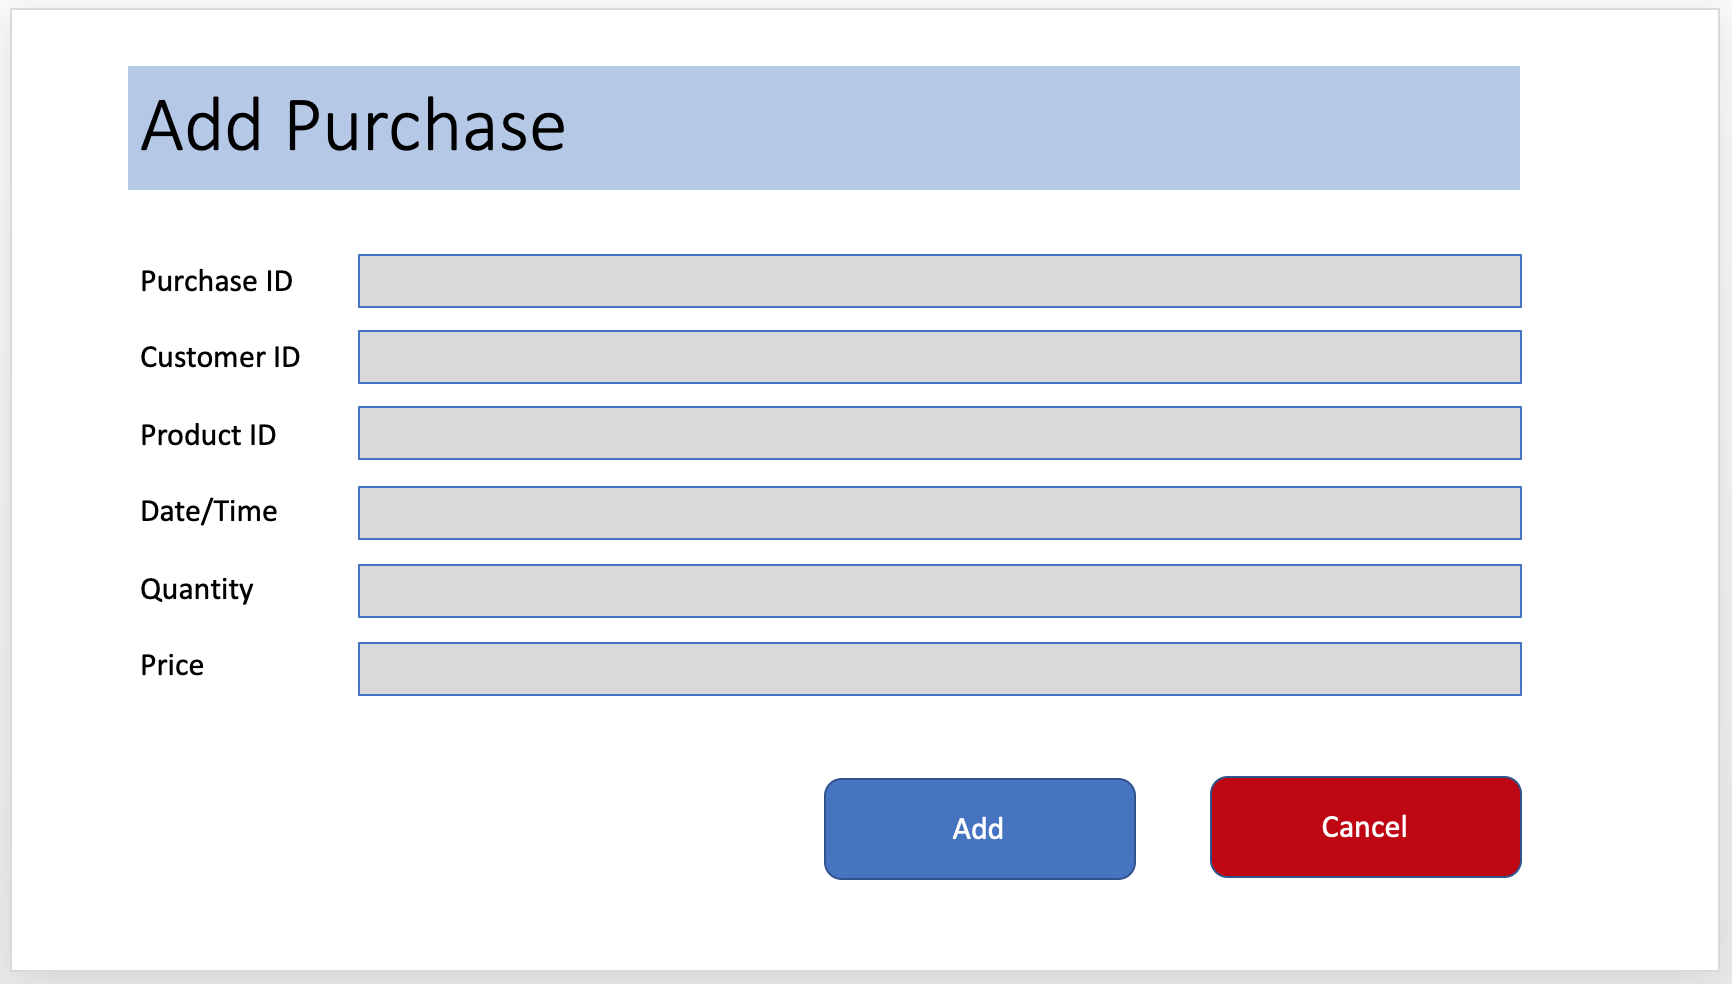 Add Purchase
Purchase ID
Customer ID
Product ID
Date/Time
Quantity
Price
Add
Cancel